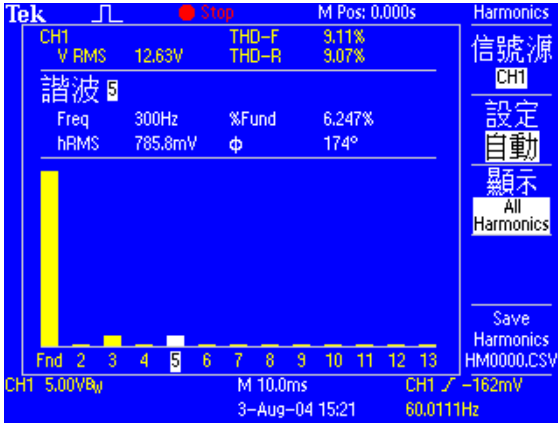 Tek Stop M Pos: 0.000s Harmonics
CH1 THD-F 9.11%
V RMS 12.63V THD-R 9.07%
信號源
CH1
諧波 5
Freq 300Hz %Fund 6.247%
hRMS 785.8mV ϕ 174°
設定
自動
顯示
All
Harmonics
Save
Harmonics
HM0000.CSV
Fnd 2 3 4 5 6 7 8 9 10 11 12 13
CH1 5.00VBW M 10.0ms CH1 / -162mV
3-Aug-04 15:21 60.0111Hz